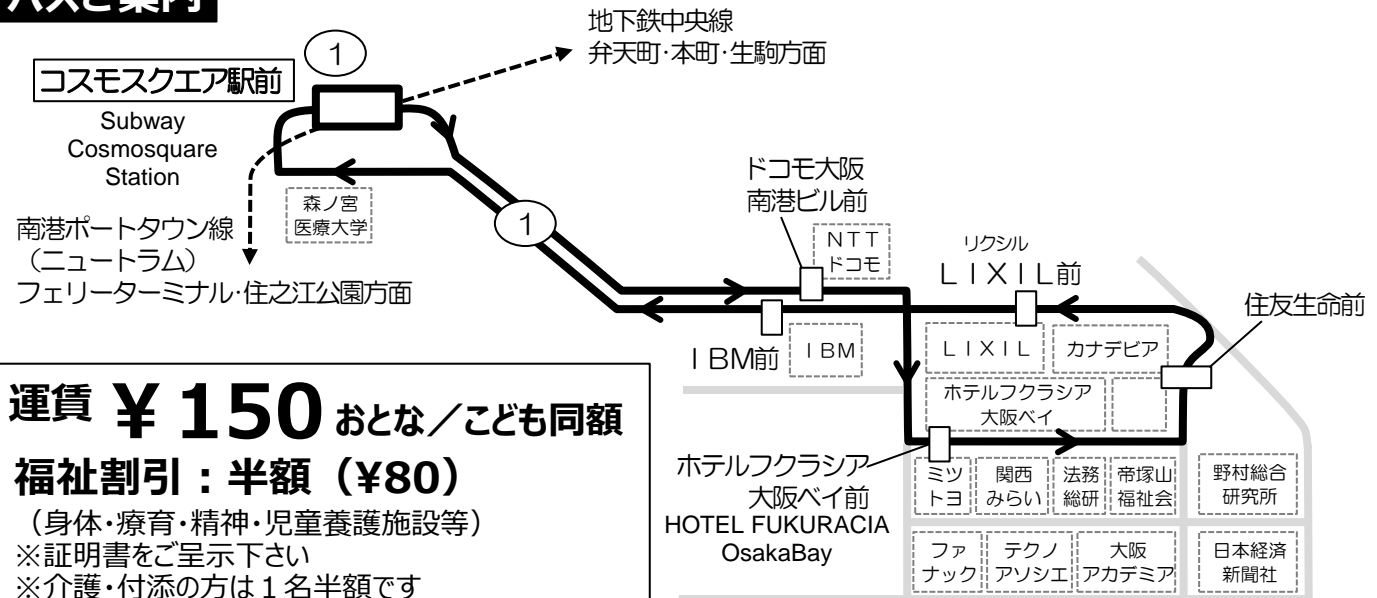 バスご案内
地下鉄中央線
弁天町・本町・生駒方面
①
コスモスクエア駅前
Subway
Cosmosquare
Station
森ノ宮
医療大学
①
南港ポートタウン線
（ニュートラム）
フェリーターミナル・住之江公園方面
ドコモ大阪
南港ビル前
NTT
ドコモ
リクシル
LIXIL前
住友生命前
IBM前
IBM
LIXIL
カナデビア
ホテルフクラシア
大阪ベイ
ホテルフクラシア
大阪ベイ前
HOTEL FUKURACIA
OsakaBay
ミツ
トヨ
関西
みらい
法務
総研
帝塚山
福祉会
野村総合
研究所
ファ
ナック
テクノ
アソシエ
大阪
アカデミア
日本経済
新聞社
運賃 ¥150 おとな／こども同額
福祉割引：半額（¥80）
（身体・療育・精神・児童養護施設等）
※証明書をご呈示下さい
※介護・付添の方は１名半額です